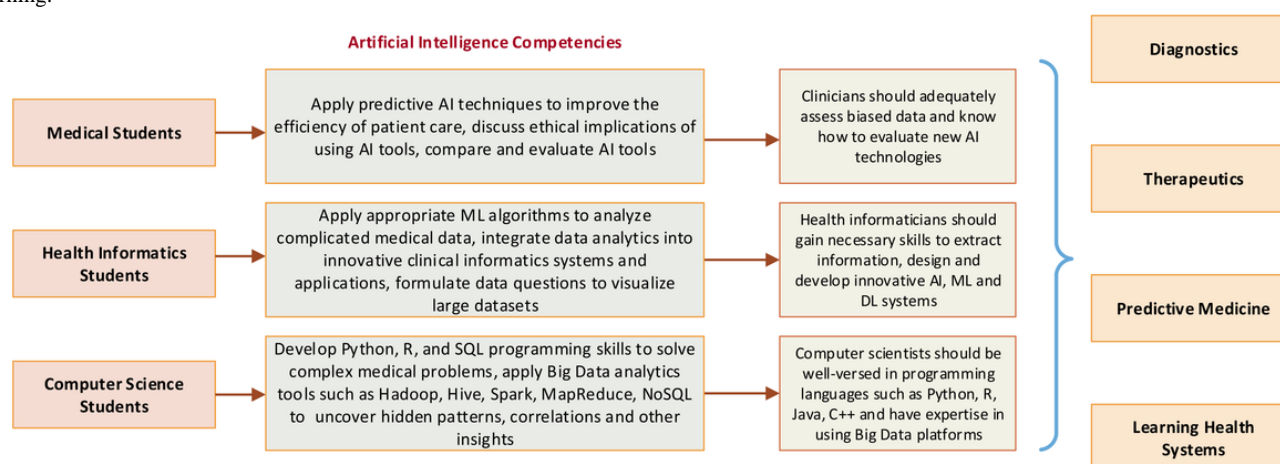 Artificial Intelligence Competencies
Medical Students
Apply predictive AI techniques to improve the
efficiency of patient care, discuss ethical implications of
using AI tools, compare and evaluate AI tools
Clinicians should adequately
assess biased data and know
how to evaluate new AI
technologies
Health Informatics
Students
Apply appropriate ML algorithms to analyze
complicated medical data, integrate data analytics into
innovative clinical informatics systems and
applications, formulate data questions to visualize
large datasets
Health informaticians should
gain necessary skills to extract
information, design and
develop innovative AI, ML and
DL systems
Computer Science
Students
Develop Python, R, and SQL programming skills to solve
complex medical problems, apply Big Data analytics
tools such as Hadoop, Hive, Spark, MapReduce, NoSQL
to uncover hidden patterns, correlations and other
insights
Computer scientists should be
well-versed in programming
languages such as Python, R,
Java, C++ and have expertise in
using Big Data platforms
Diagnostics
Therapeutics
Predictive Medicine
Learning Health
Systems